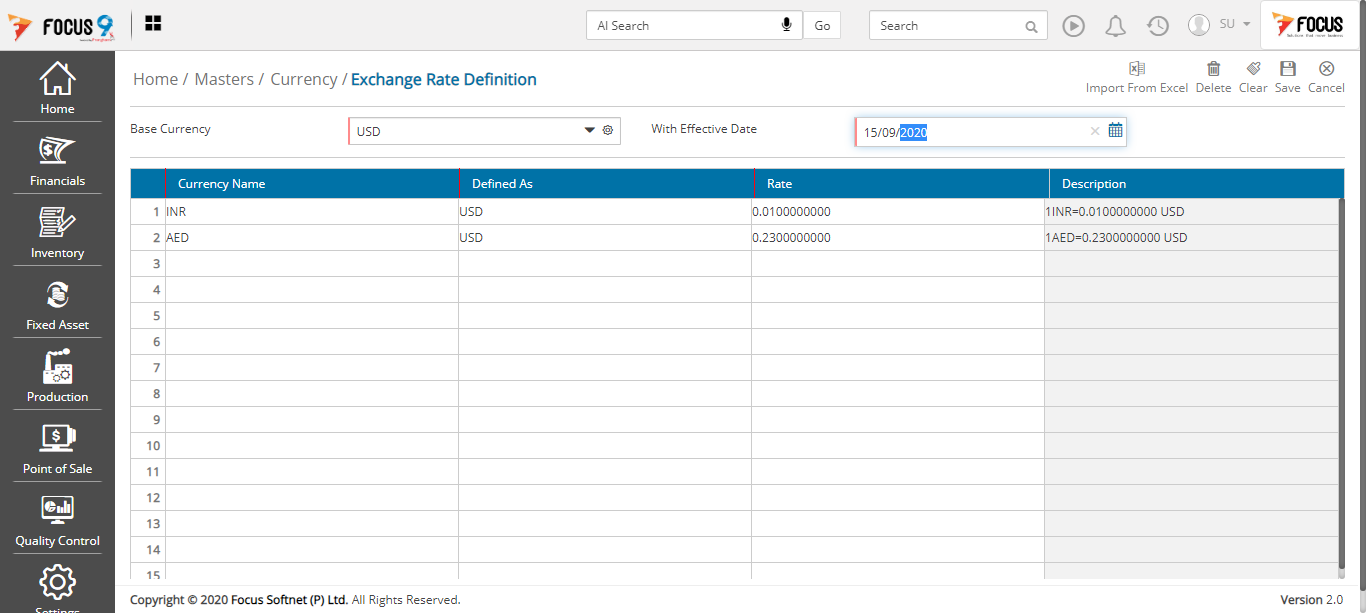 FOCUS 9
AI Search
Go
Search
SU
FOCUS
Home / Masters / Currency / Exchange Rate Definition
Import From Excel
Delete
Clear
Save
Cancel
Base Currency
USD
With Effective Date
15/09/2020
Currency Name
Defined As
Rate
Description
1 INR USD 0.0100000000 1INR=0.0100000000 USD
2 AED USD 0.2300000000 1AED=0.2300000000 USD
3
4
5
6
7
8
9
10
11
12
13
14
15
Home
Financials
Inventory
Fixed Asset
Production
Point of Sale
Quality Control
Settings
Copyright © 2020 Focus Softnet (P) Ltd. All Rights Reserved.
Version 2.0